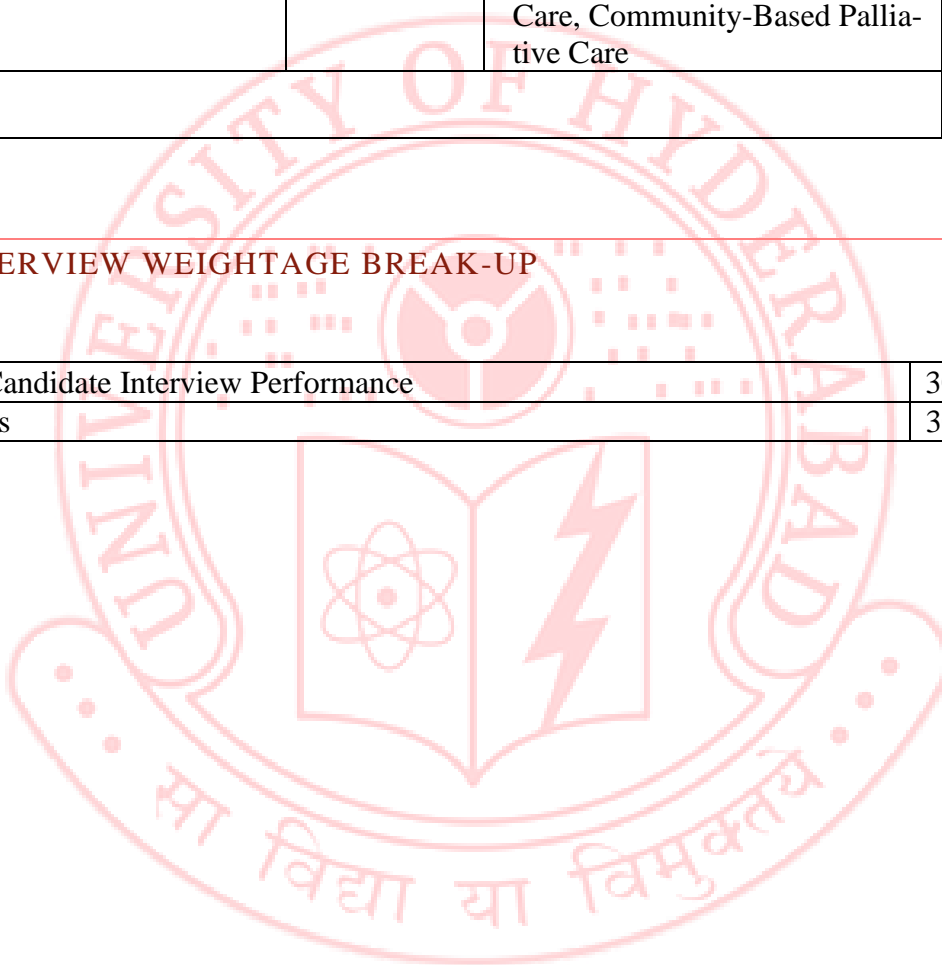 Care, Community-Based Pallia-
tive Care
UNIVERSITY OF HYDERABAD
ERVIEW WEIGHTAGE BREAK-UP
Candidate Interview Performance 3
s 3
सा विद्या या विमुक्तये